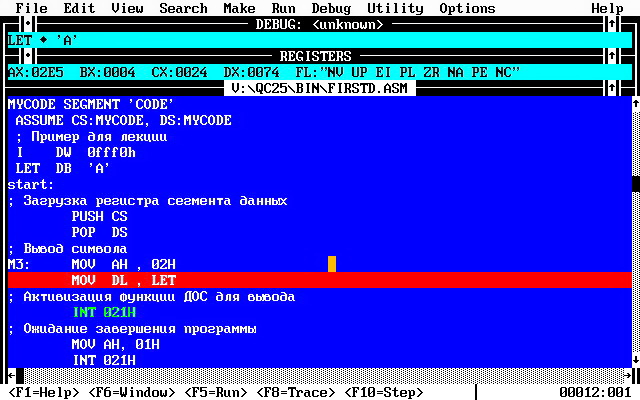 File Edit View Search Make Run Debug Utility Options Help
DEBUG: <unknown>
LET ♦ 'A'
REGISTERS
AX:02E5 BX:0004 CX:0024 DX:0074 FL:"NV UP EI PL ZR NA PE NC"
V:\QC25\BIN\FIRSTD.ASM
MYCODE SEGMENT 'CODE'
ASSUME CS:MYCODE, DS:MYCODE
; Пример для лекции
I DW 0fff0h
LET DB 'A'
start:
; Загрузка регистра сегмента данных
PUSH CS
POP DS
; Вывод символа
M3: MOV AH , 02H
MOV DL , LET
; Активизация функции ДОС для вывода
INT 021H
; Ожидание завершения программы
MOV AH, 01H
INT 021H
<F1=Help> <F6=Window> <F5=Run> <F8=Trace> <F10=Step> 00012:001